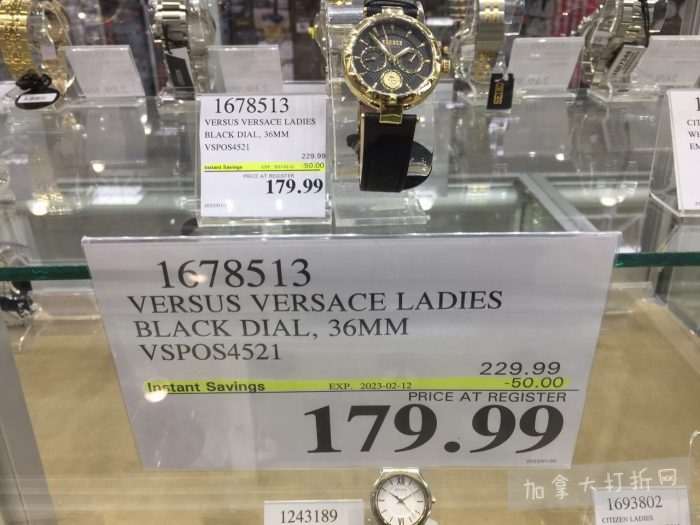 1678513
VERSUS VERSACE LADIES
BLACK DIAL, 36MM
VSPOS4521
229.99
Instant Savings -50.00
PRICE AT REGISTER
179.99
1678513
VERSUS VERSACE LADIES
BLACK DIAL, 36MM
VSPOS4521
229.99
Instant Savings EXP. 2023-02-12 -50.00
PRICE AT REGISTER
179.99
1243189
1693802
CITIZEN LADIES
加拿大打折网